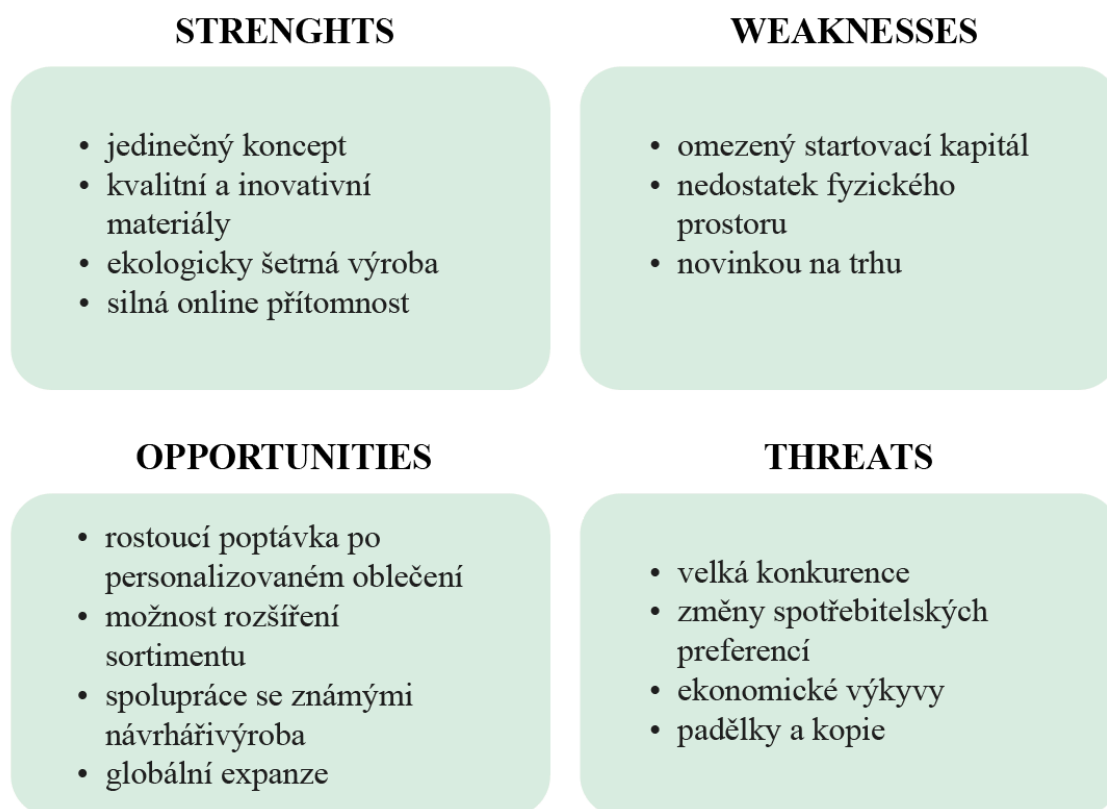 STRENGHTS
• jedinečný koncept
• kvalitní a inovativní
materiály
• ekologicky šetrná výroba
• silná online přítomnost
WEAKNESSES
• omezený startovací kapitál
• nedostatek fyzického
prostoru
• novinkou na trhu
OPPORTUNITIES
• rostoucí poptávka po
personalizovaném oblečení
• možnost rozšíření
sortimentu
• spolupráce se známými
návrhářivýroba
• globální expanze
THREATS
• velká konkurence
• změny spotřebitelských
preferencí
• ekonomické výkyvy
• padělky a kopie